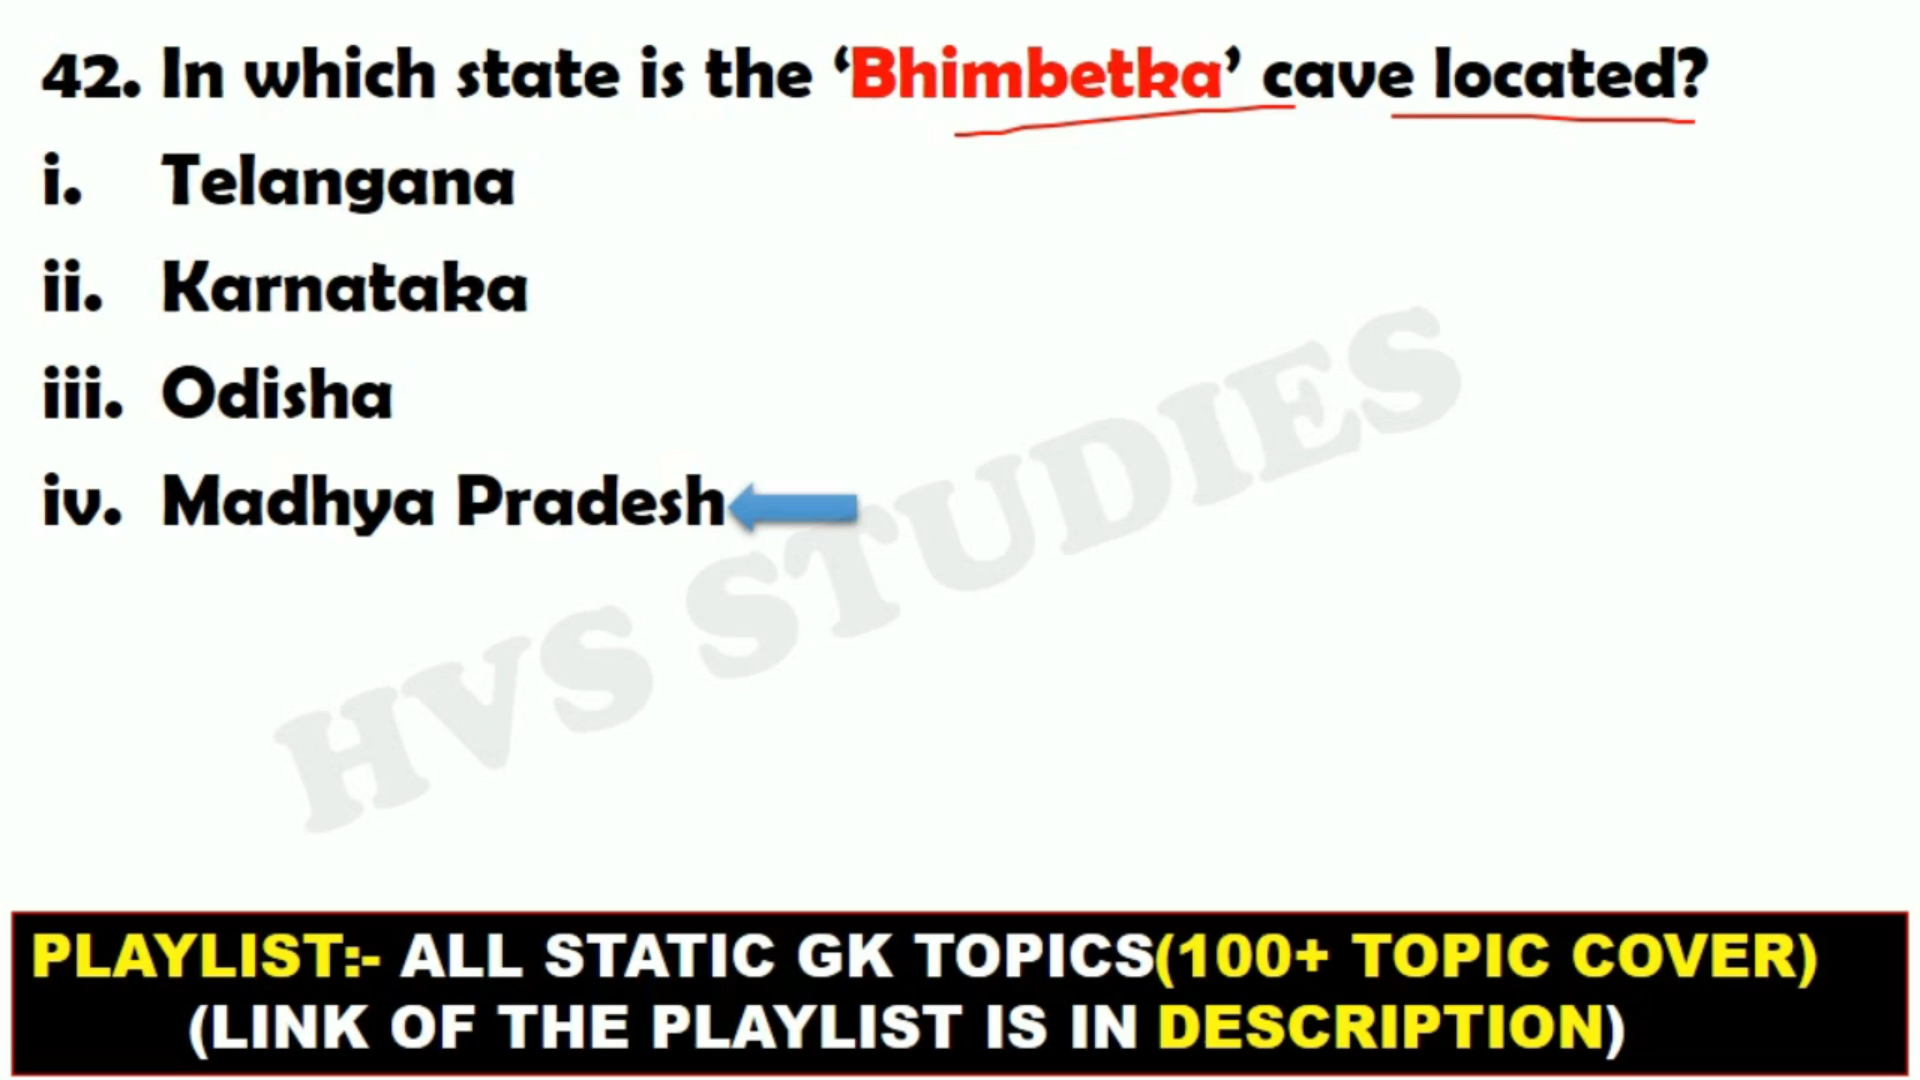 42. In which state is the ‘Bhimbetka’ cave located?
i. Telangana
ii. Karnataka
iii. Odisha
iv. Madhya Pradesh
HVS STUDIES
PLAYLIST:- ALL STATIC GK TOPICS(100+ TOPIC COVER)
(LINK OF THE PLAYLIST IS IN DESCRIPTION)